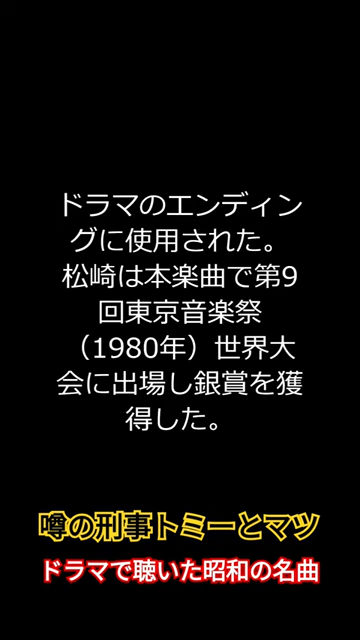 ドラマのエンディン
グに使用された。
松崎は本楽曲で第9
回東京音楽祭
（1980年）世界大
会に出場し銀賞を獲
得した。
噂の刑事トミーとマツ
ドラマで聴いた昭和の名曲